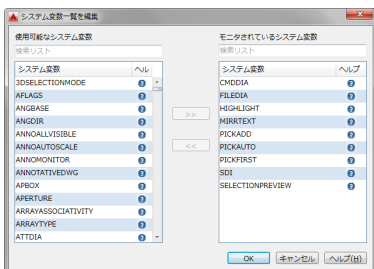 システム変数一覧を編集
使用可能なシステム変数
検索リスト
システム変数 ヘル
3DSELECTIONMODE
AFLAGS
ANGBASE
ANGDIR
ANNOALLVISIBLE
ANNOAUTOSCALE
ANNOMONITOR
ANNOTATIVEDWG
APBOX
APERTURE
ARRAYASSOCIATIVITY
ARRAYTYPE
ATTDIA
>>
<<
モニタされているシステム変数
検索リスト
システム変数 ヘルプ
CMDDIA
FILEDIA
HIGHLIGHT
MIRRTEXT
PICKADD
PICKAUTO
PICKFIRST
SDI
SELECTIONPREVIEW
OK キャンセル ヘルプ(H)